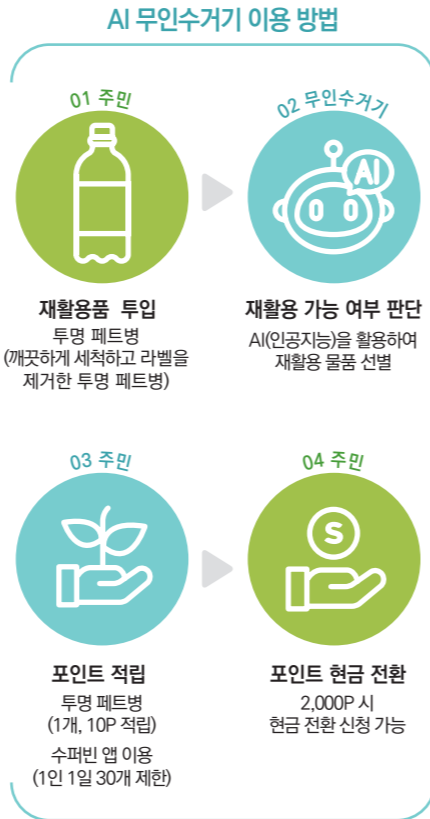 AI 무인수거기 이용 방법
01 주민
02 무인수거기
AI
재활용품 투입
투명 페트병
(깨끗하게 세척하고 라벨을
제거한 투명 페트병)
재활용 가능 여부 판단
AI(인공지능)을 활용하여
재활용 물품 선별
03 주민
04 주민
S
포인트 적립
투명 페트병
(1개, 10P 적립)
수퍼빈 앱 이용
(1인 1일 30개 제한)
포인트 현금 전환
2,000P 시
현금 전환 신청 가능